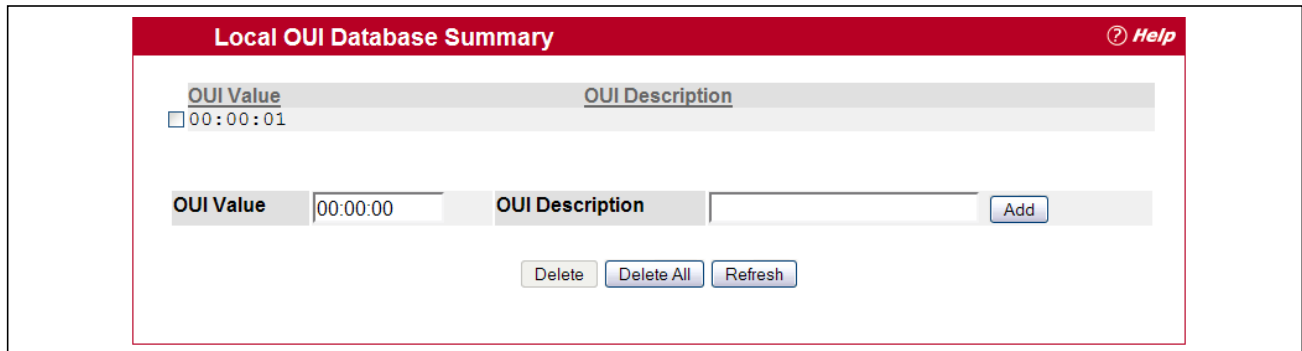 Local OUI Database Summary ? Help
OUI Value OUI Description
00:00:01
OUI Value 00:00:00 OUI Description Add
Delete Delete All Refresh